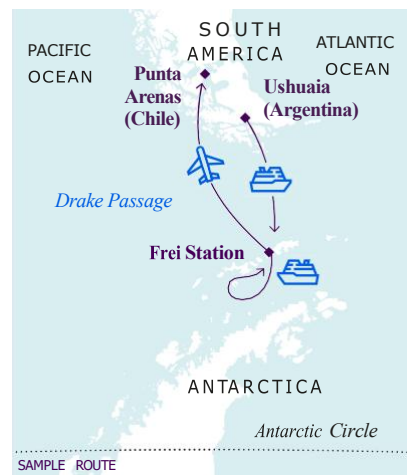 SOUTH
AMERICA
PACIFIC
OCEAN
ATLANTIC
OCEAN
Punta
Arenas
(Chile)
Ushuaia
(Argentina)
Drake Passage
Frei Station
ANTARCTICA
Antarctic Circle
SAMPLE ROUTE